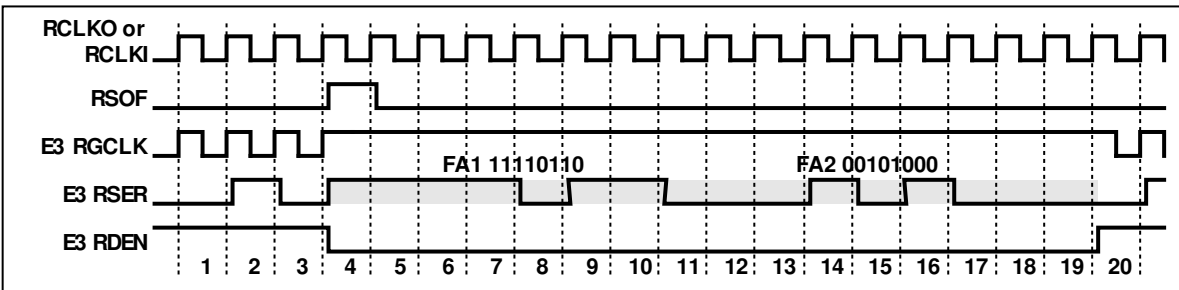 RCLKO or
RCLKI
RSOF
E3 RGCLK
FA1 11110110 FA2 00101000
E3 RSER
E3 RDEN
1 2 3 4 5 6 7 8 9 10 11 12 13 14 15 16 17 18 19 20